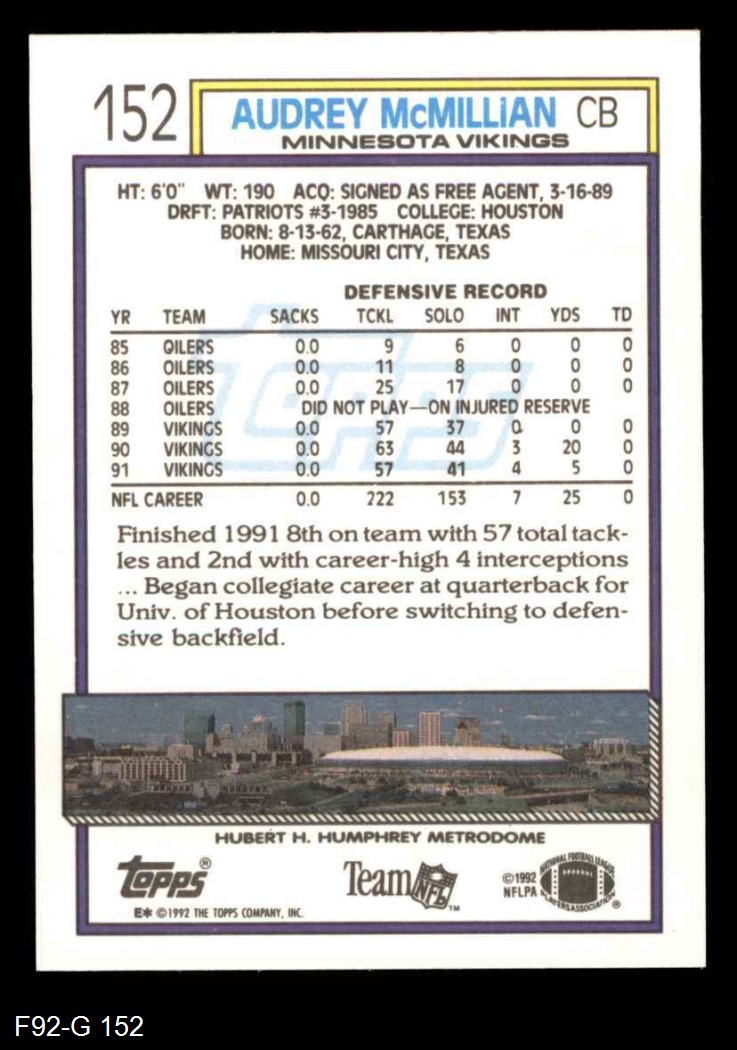 152
AUDREY McMILLIAN CB
MINNESOTA VIKINGS
HT: 6'0" WT: 190 ACQ: SIGNED AS FREE AGENT, 3-16-89
DRFT: PATRIOTS #3-1985 COLLEGE: HOUSTON
BORN: 8-13-62, CARTHAGE, TEXAS
HOME: MISSOURI CITY, TEXAS
DEFENSIVE RECORD
YR TEAM SACKS TCKL SOLO INT YDS TD
85 OILERS 0.0 9 6 0 0 0
86 OILERS 0.0 11 8 0 0 0
87 OILERS 0.0 25 17 0 0 0
88 OILERS DID NOT PLAY—ON INJURED RESERVE
89 VIKINGS 0.0 57 37 0 0 0
90 VIKINGS 0.0 63 44 3 20 0
91 VIKINGS 0.0 57 41 4 5 0
NFL CAREER 0.0 222 153 7 25 0
Topps
Finished 1991 8th on team with 57 total tack-
les and 2nd with career-high 4 interceptions
... Began collegiate career at quarterback for
Univ. of Houston before switching to defen-
sive backfield.
HUBERT H. HUMPHREY METRODOME
Topps®
E* ©1992 THE TOPPS COMPANY, INC.
Team NFL™
©1992
NFLPA
NATIONAL FOOTBALL LEAGUE
PLAYERS ASSOCIATION ®
F92-G 152